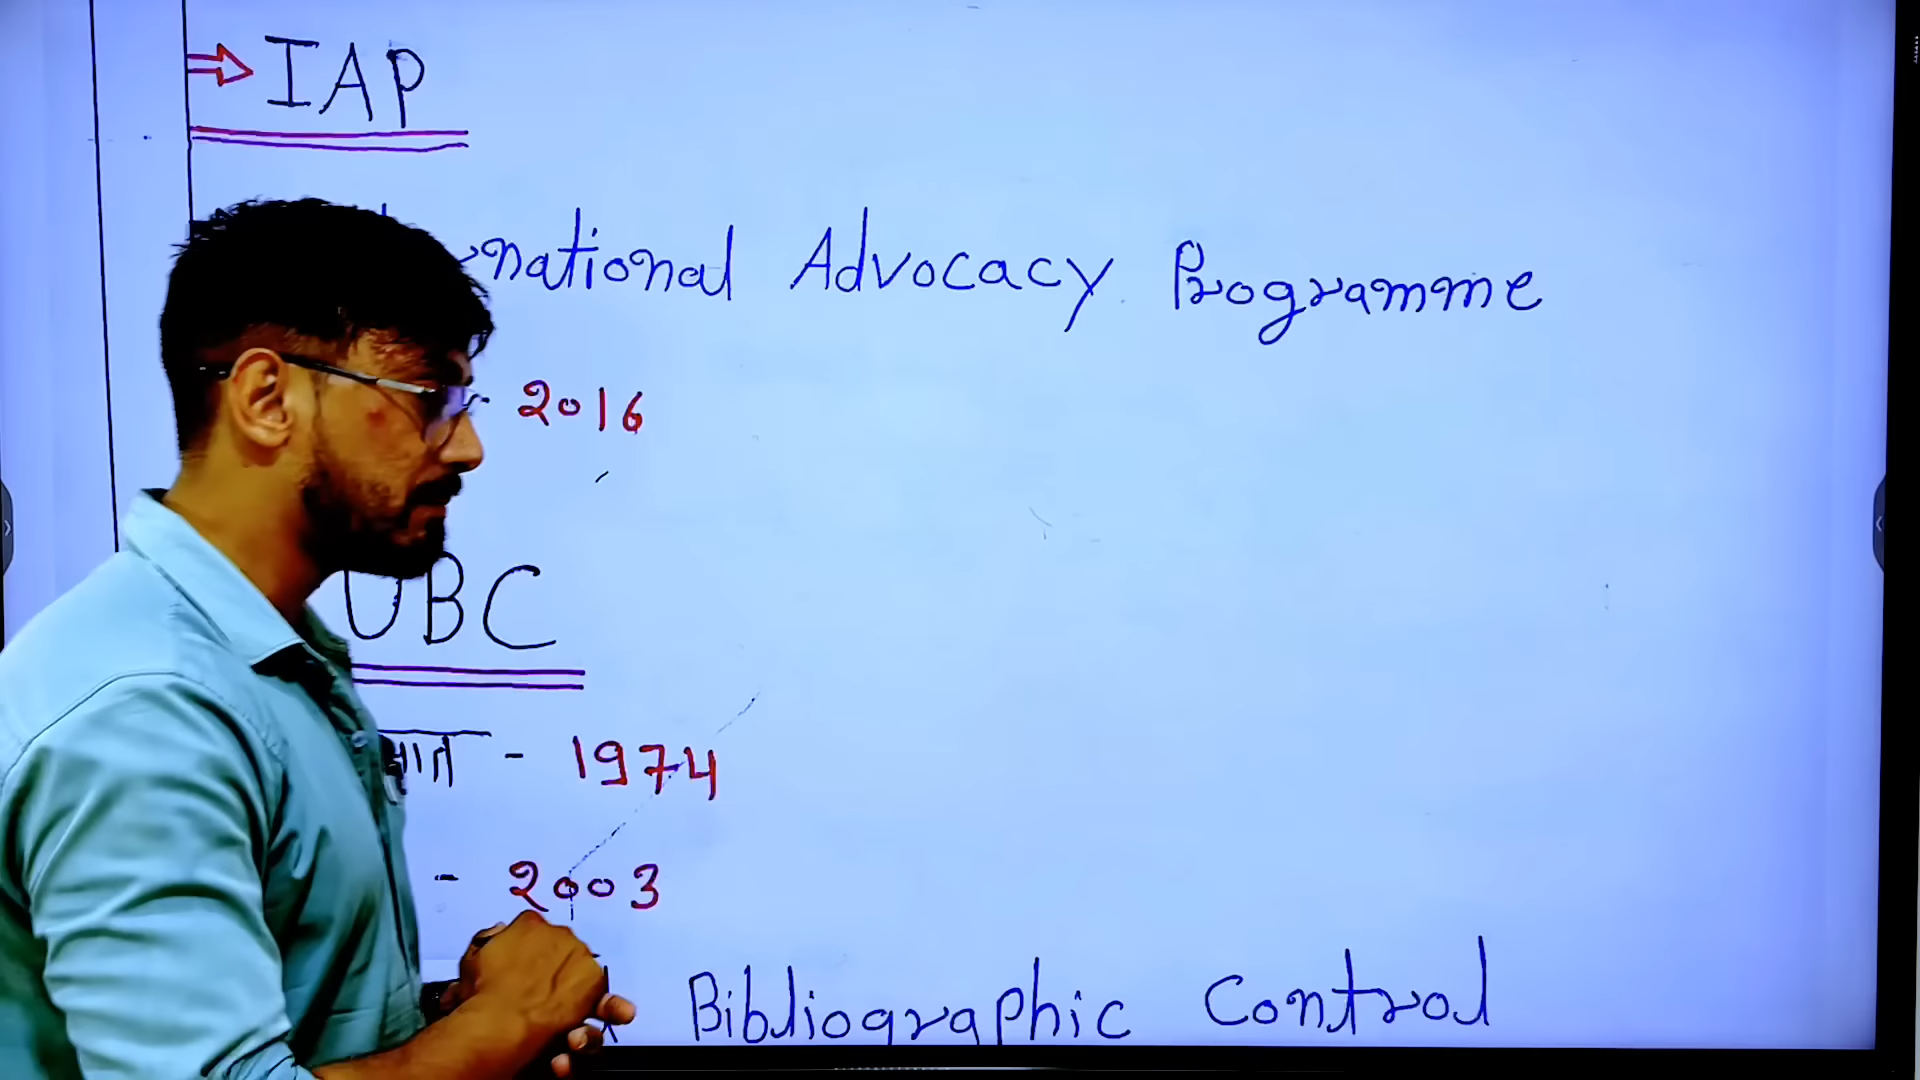 IAP
national Advocacy Programme
- 2016
UBC
- 1974
- 2003
Bibliographic Control